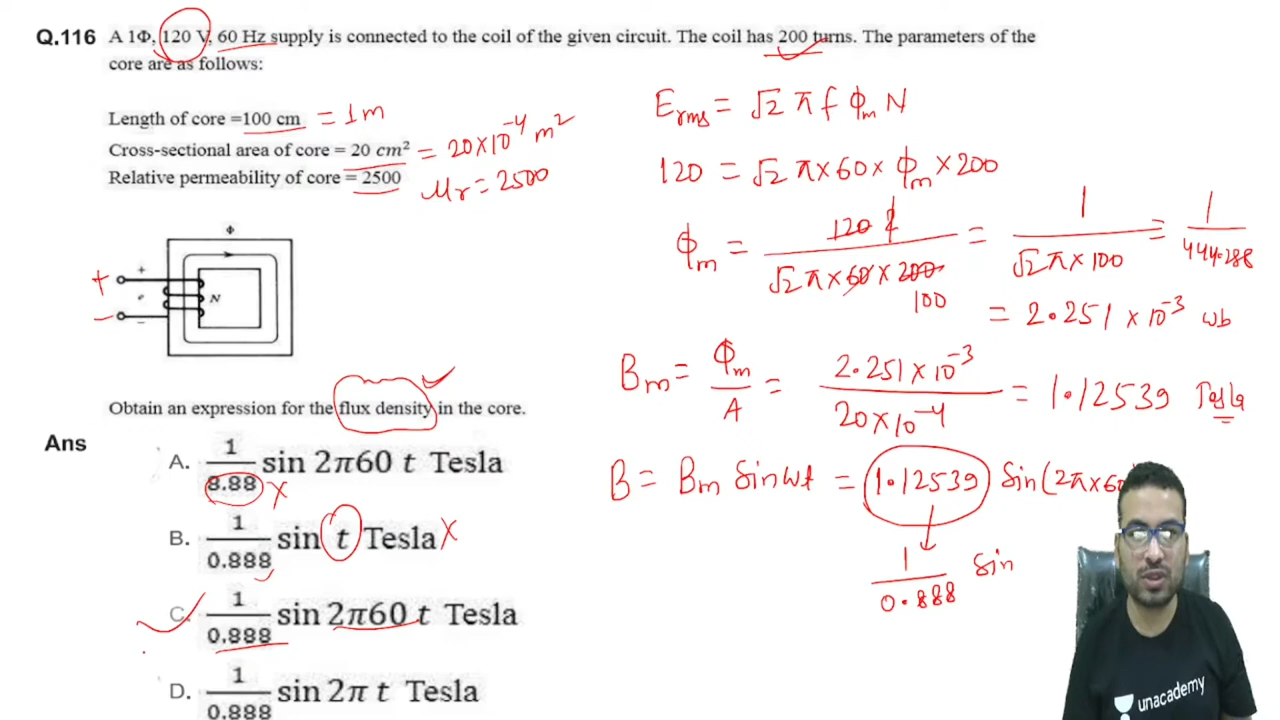 Q.116 A 1Φ, 120 V, 60 Hz supply is connected to the coil of the given circuit. The coil has 200 turns. The parameters of the
core are as follows:
Length of core =100 cm = 1m
Cross-sectional area of core = 20 cm² = 20×10⁻⁴ m²
Relative permeability of core = 2500 μr = 2500
Φ
+ +
e N
− −
Obtain an expression for the flux density in the core.
Ans
A. 1/8.88 sin 2π60 t Tesla ×
B. 1/0.888 sin t Tesla ×
C. 1/0.888 sin 2π60 t Tesla
D. 1/0.888 sin 2π t Tesla
Erms = √2 π f ϕm N
120 = √2 π×60× ϕm ×200
ϕm = 120 / √2 π×60×200 100 = 1 / √2π×100 = 1 / 444.288
= 2.251 × 10⁻³ wb
Bm = ϕm / A = 2.251×10⁻³ / 20×10⁻⁴ = 1.12539 Tesla
B = Bm Sinωt = 1.12539 Sin(2π×60
1/0.888 Sin
unacademy